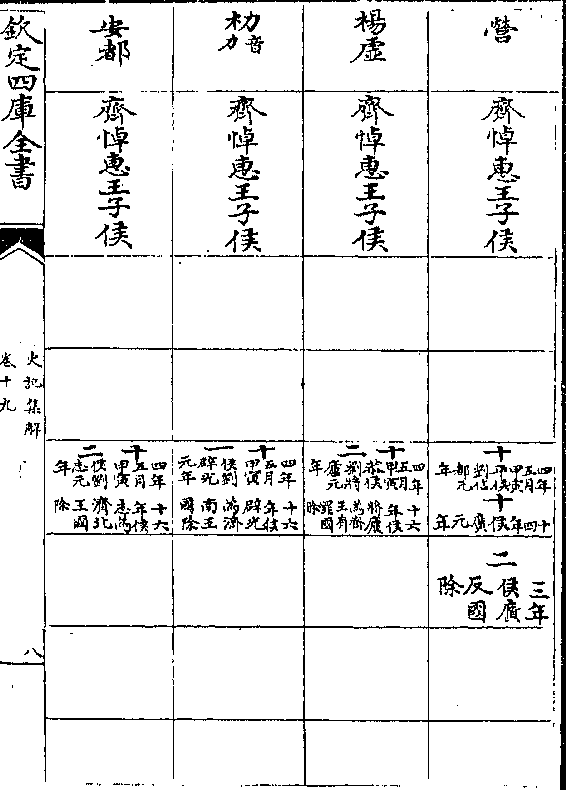 營
齊悼惠王子侯
十
四年五月甲寅平侯劉信都元年
十
十四年侯廣元年
二
三年侯廣反國除
楊虛
齊悼惠王子侯
十二
四年五月甲寅恭侯劉將廬元年
十六年侯將廬為齊王有罪國除
朸音力
齊悼惠王子侯
十一
四年五月甲寅侯劉辟光元年
十六年侯辟光為濟南王國除
安都
齊悼惠王子侯
十二
四年五月甲寅侯劉志元年
十六年侯志為濟北王國除
欽定四庫全書
史記集解
卷十九
八